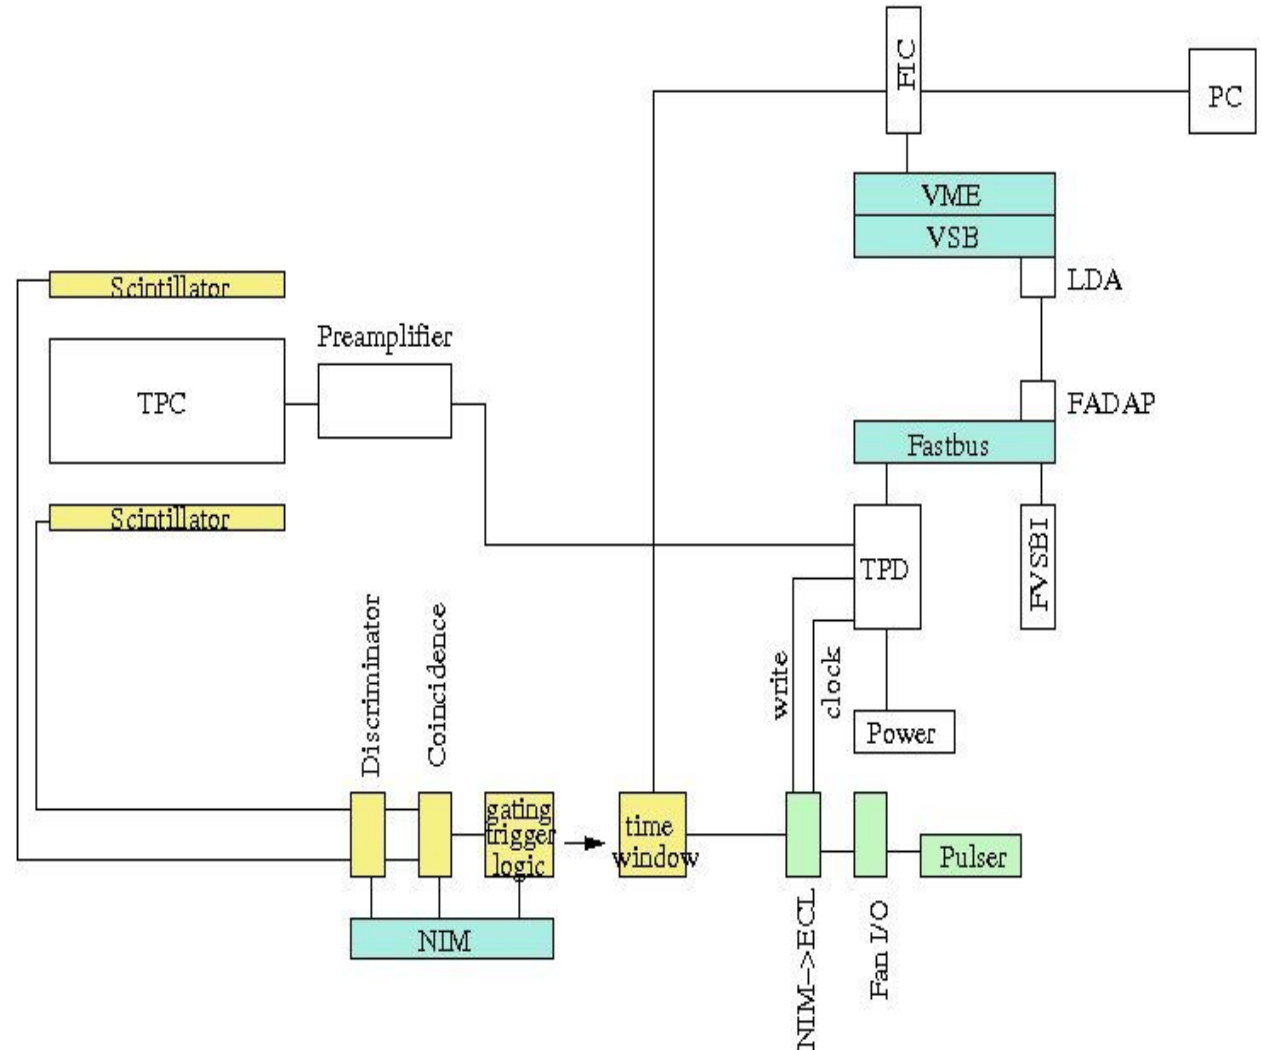 FIC
PC
VME
VSB
LDA
Scintillator
Preamplifier
TPC
FADAP
Fastbus
Scintillator
TPD
FVSBI
Discriminator
Coincidence
write
clock
Power
gating
trigger
logic
time
window
Pulser
NIM
NIM->ECL
Fan I/O